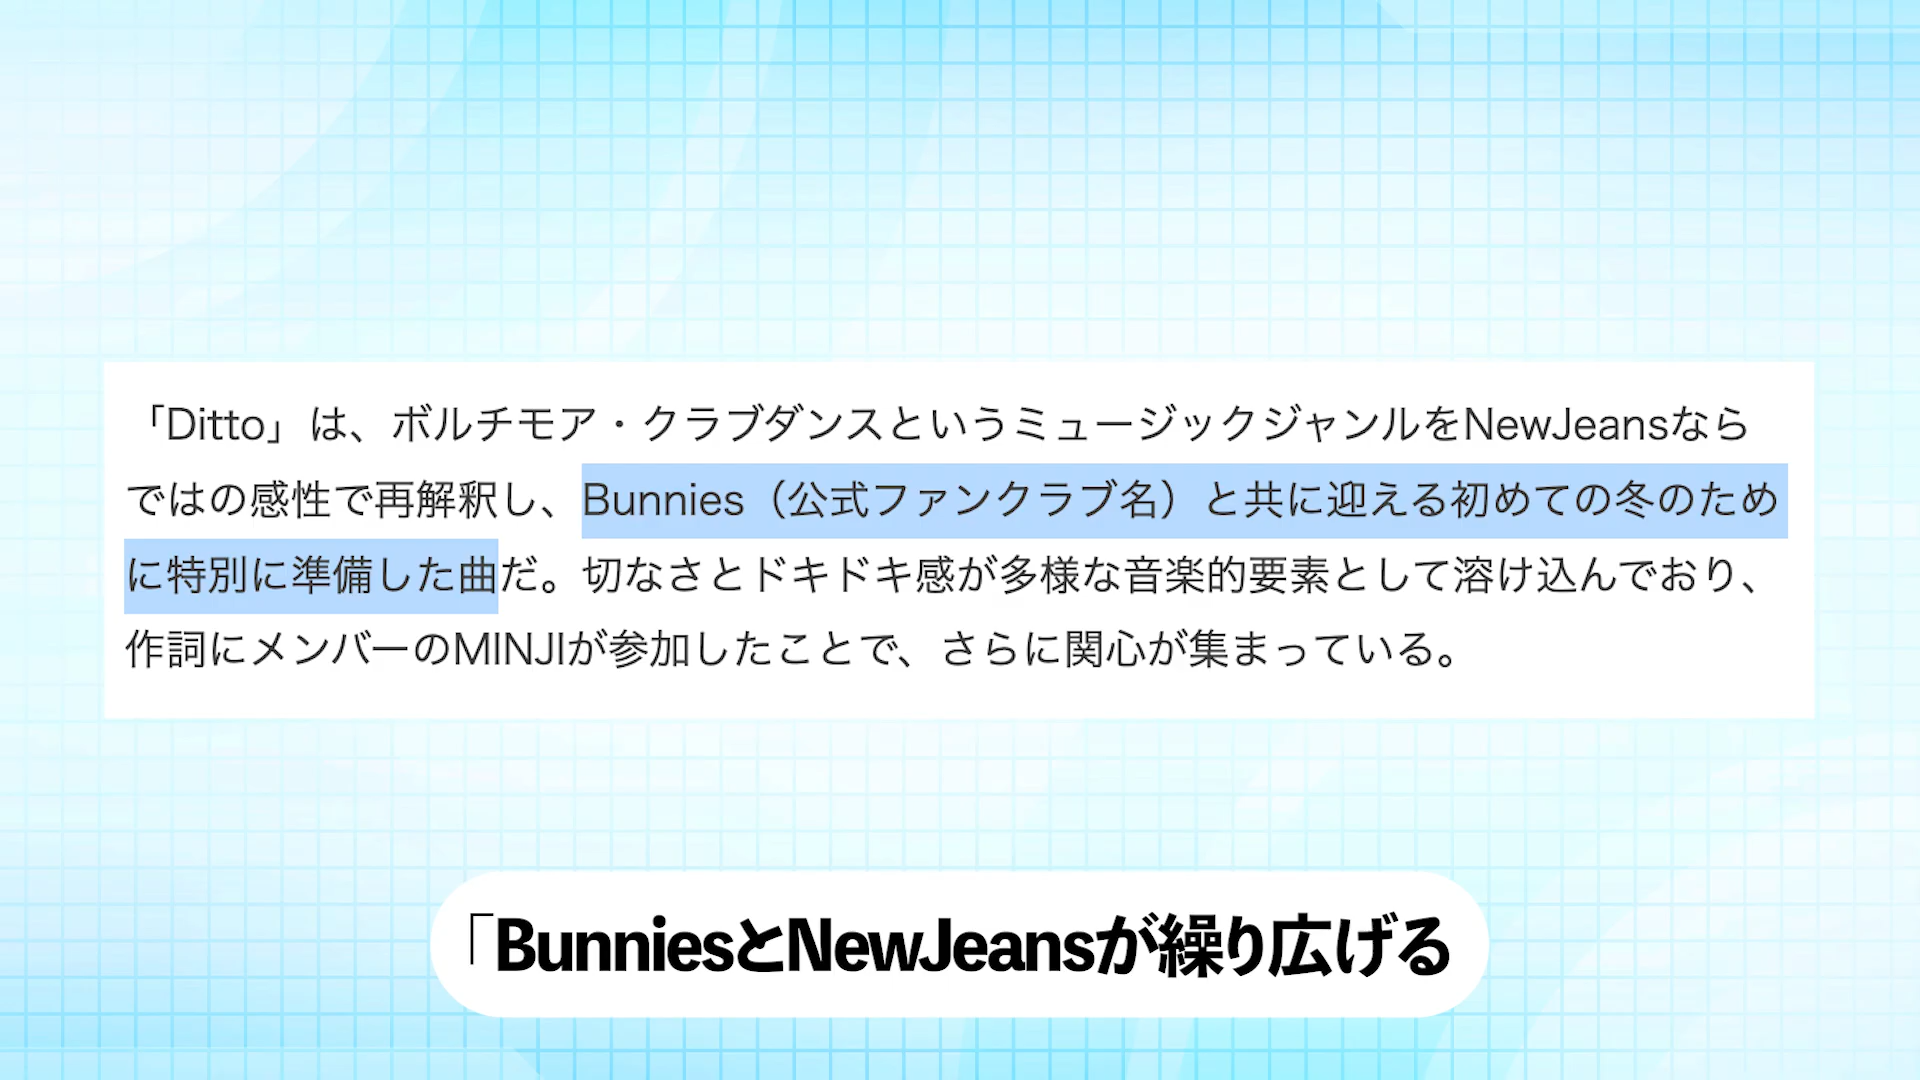 「Ditto」は、ボルチモア・クラブダンスというミュージックジャンルをNewJeansなら
ではの感性で再解釈し、Bunnies（公式ファンクラブ名）と共に迎える初めての冬のため
に特別に準備した曲だ。切なさとドキドキ感が多様な音楽的要素として溶け込んでおり、
作詞にメンバーのMINJIが参加したことで、さらに関心が集まっている。
「BunniesとNewJeansが繰り広げる